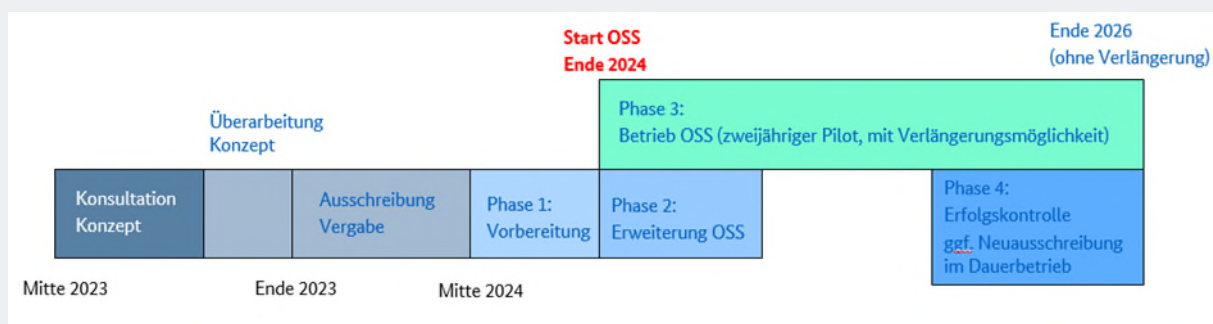 Start OSS
Ende 2024
Ende 2026
(ohne Verlängerung)
Phase 3:
Betrieb OSS (zweijähriger Pilot, mit Verlängerungsmöglichkeit)
Überarbeitung
Konzept
Konsultation
Konzept
Ausschreibung
Vergabe
Phase 1:
Vorbereitung
Phase 2:
Erweiterung OSS
Phase 4:
Erfolgskontrolle
ggf. Neuausschreibung
im Dauerbetrieb
Mitte 2023
Ende 2023
Mitte 2024